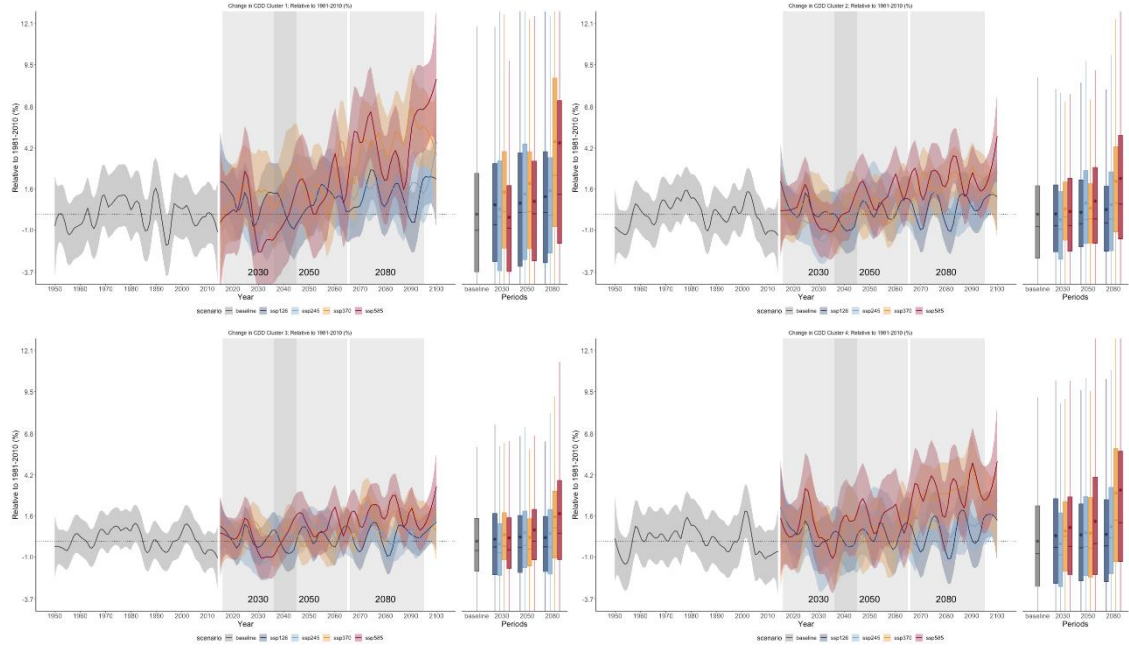 Change in CDD Cluster 1; Relative to 1981-2010 (%)
Relative to 1981-2010 (%)
12.1
9.5
6.8
4.2
1.6
-1.0
-3.7
2030 2050 2080
1950 1960 1970 1980 1990 2000 2010 2020 2030 2040 2050 2060 2070 2080 2090 2100
Year
baseline 2030 2050 2080
Periods
scenario baseline ssp126 ssp245 ssp370 ssp585
Change in CDD Cluster 2; Relative to 1981-2010 (%)
Relative to 1981-2010 (%)
12.1
9.5
6.8
4.2
1.6
-1.0
-3.7
2030 2050 2080
1950 1960 1970 1980 1990 2000 2010 2020 2030 2040 2050 2060 2070 2080 2090 2100
Year
baseline 2030 2050 2080
Periods
scenario baseline ssp126 ssp245 ssp370 ssp585
Change in CDD Cluster 3; Relative to 1981-2010 (%)
Relative to 1981-2010 (%)
12.1
9.5
6.8
4.2
1.6
-1.0
-3.7
2030 2050 2080
1950 1960 1970 1980 1990 2000 2010 2020 2030 2040 2050 2060 2070 2080 2090 2100
Year
baseline 2030 2050 2080
Periods
scenario baseline ssp126 ssp245 ssp370 ssp585
Change in CDD Cluster 4; Relative to 1981-2010 (%)
Relative to 1981-2010 (%)
12.1
9.5
6.8
4.2
1.6
-1.0
-3.7
2030 2050 2080
1950 1960 1970 1980 1990 2000 2010 2020 2030 2040 2050 2060 2070 2080 2090 2100
Year
baseline 2030 2050 2080
Periods
scenario baseline ssp126 ssp245 ssp370 ssp585